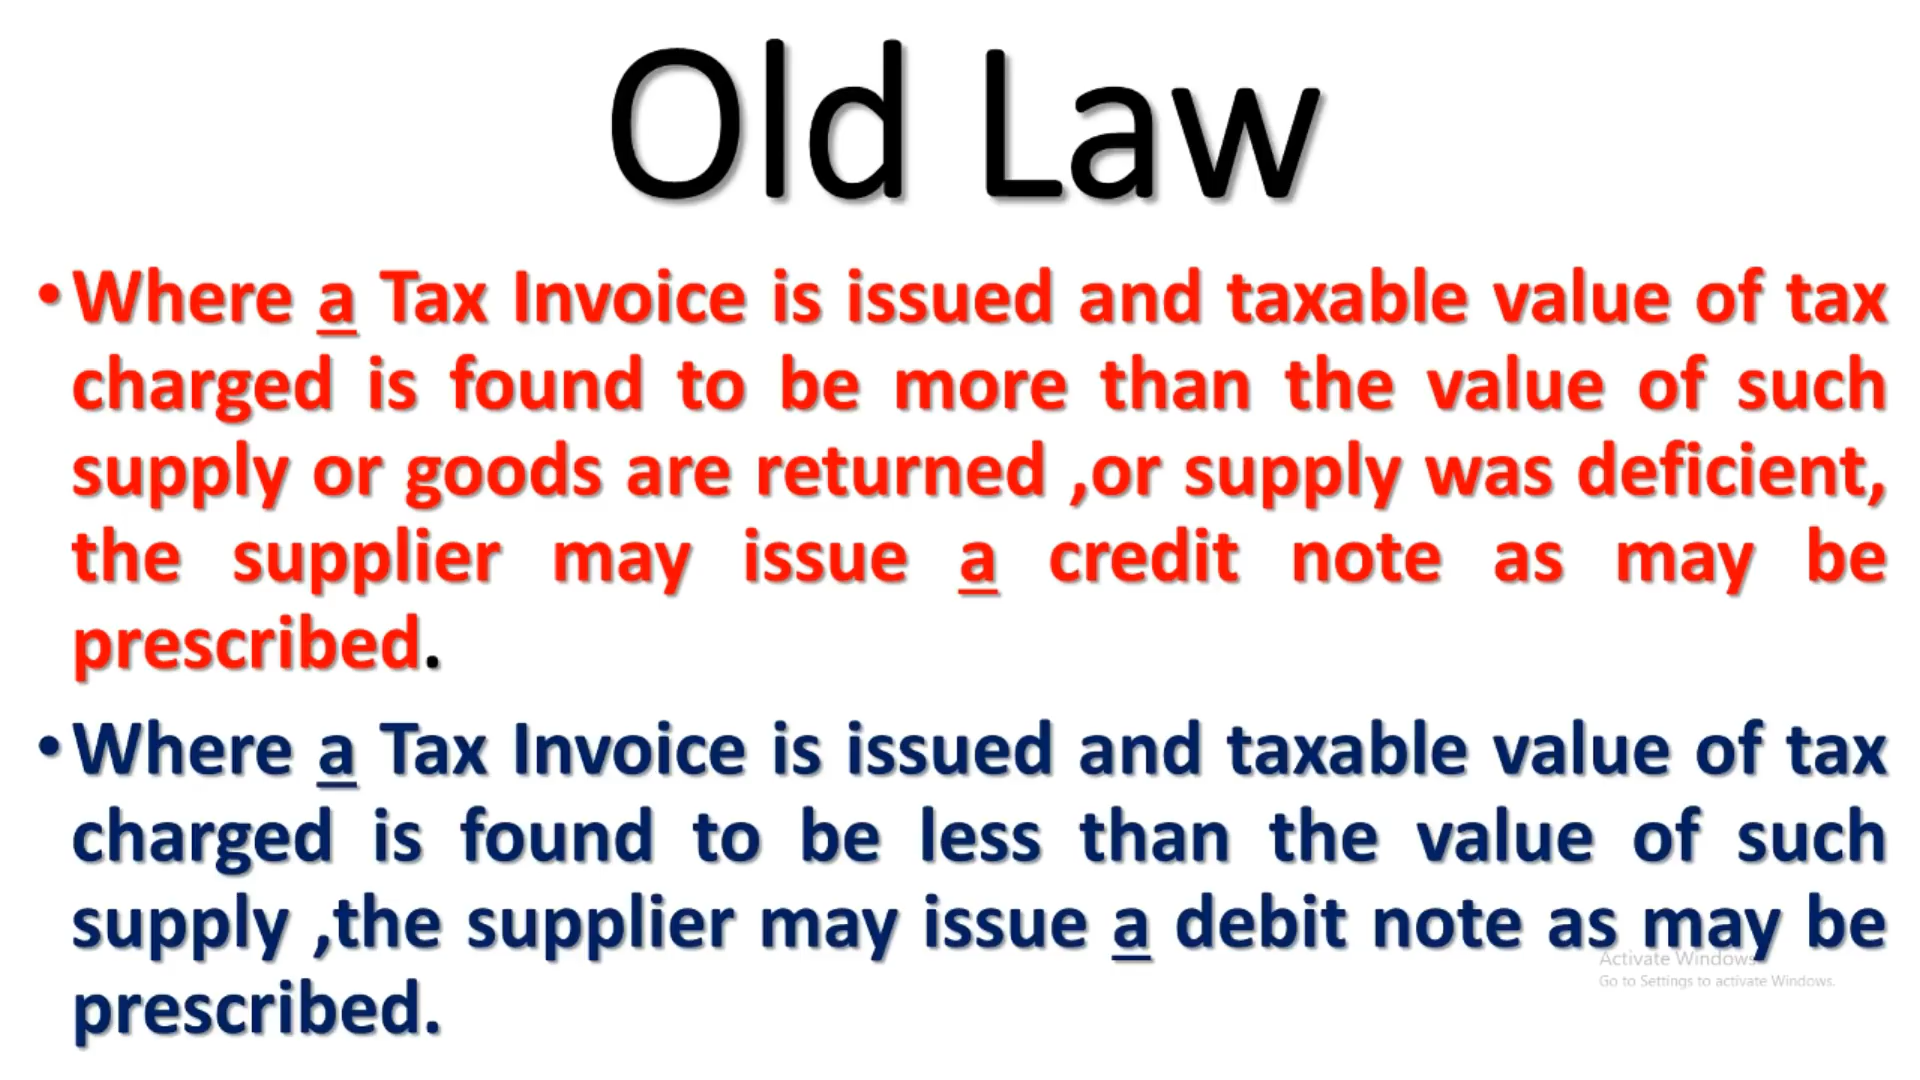 Old Law
•Where a Tax Invoice is issued and taxable value of tax
charged is found to be more than the value of such
supply or goods are returned ,or supply was deficient,
the supplier may issue a credit note as may be
prescribed.
•Where a Tax Invoice is issued and taxable value of tax
charged is found to be less than the value of such
supply ,the supplier may issue a debit note as may be
prescribed.
Activate Windows
Go to Settings to activate Windows.